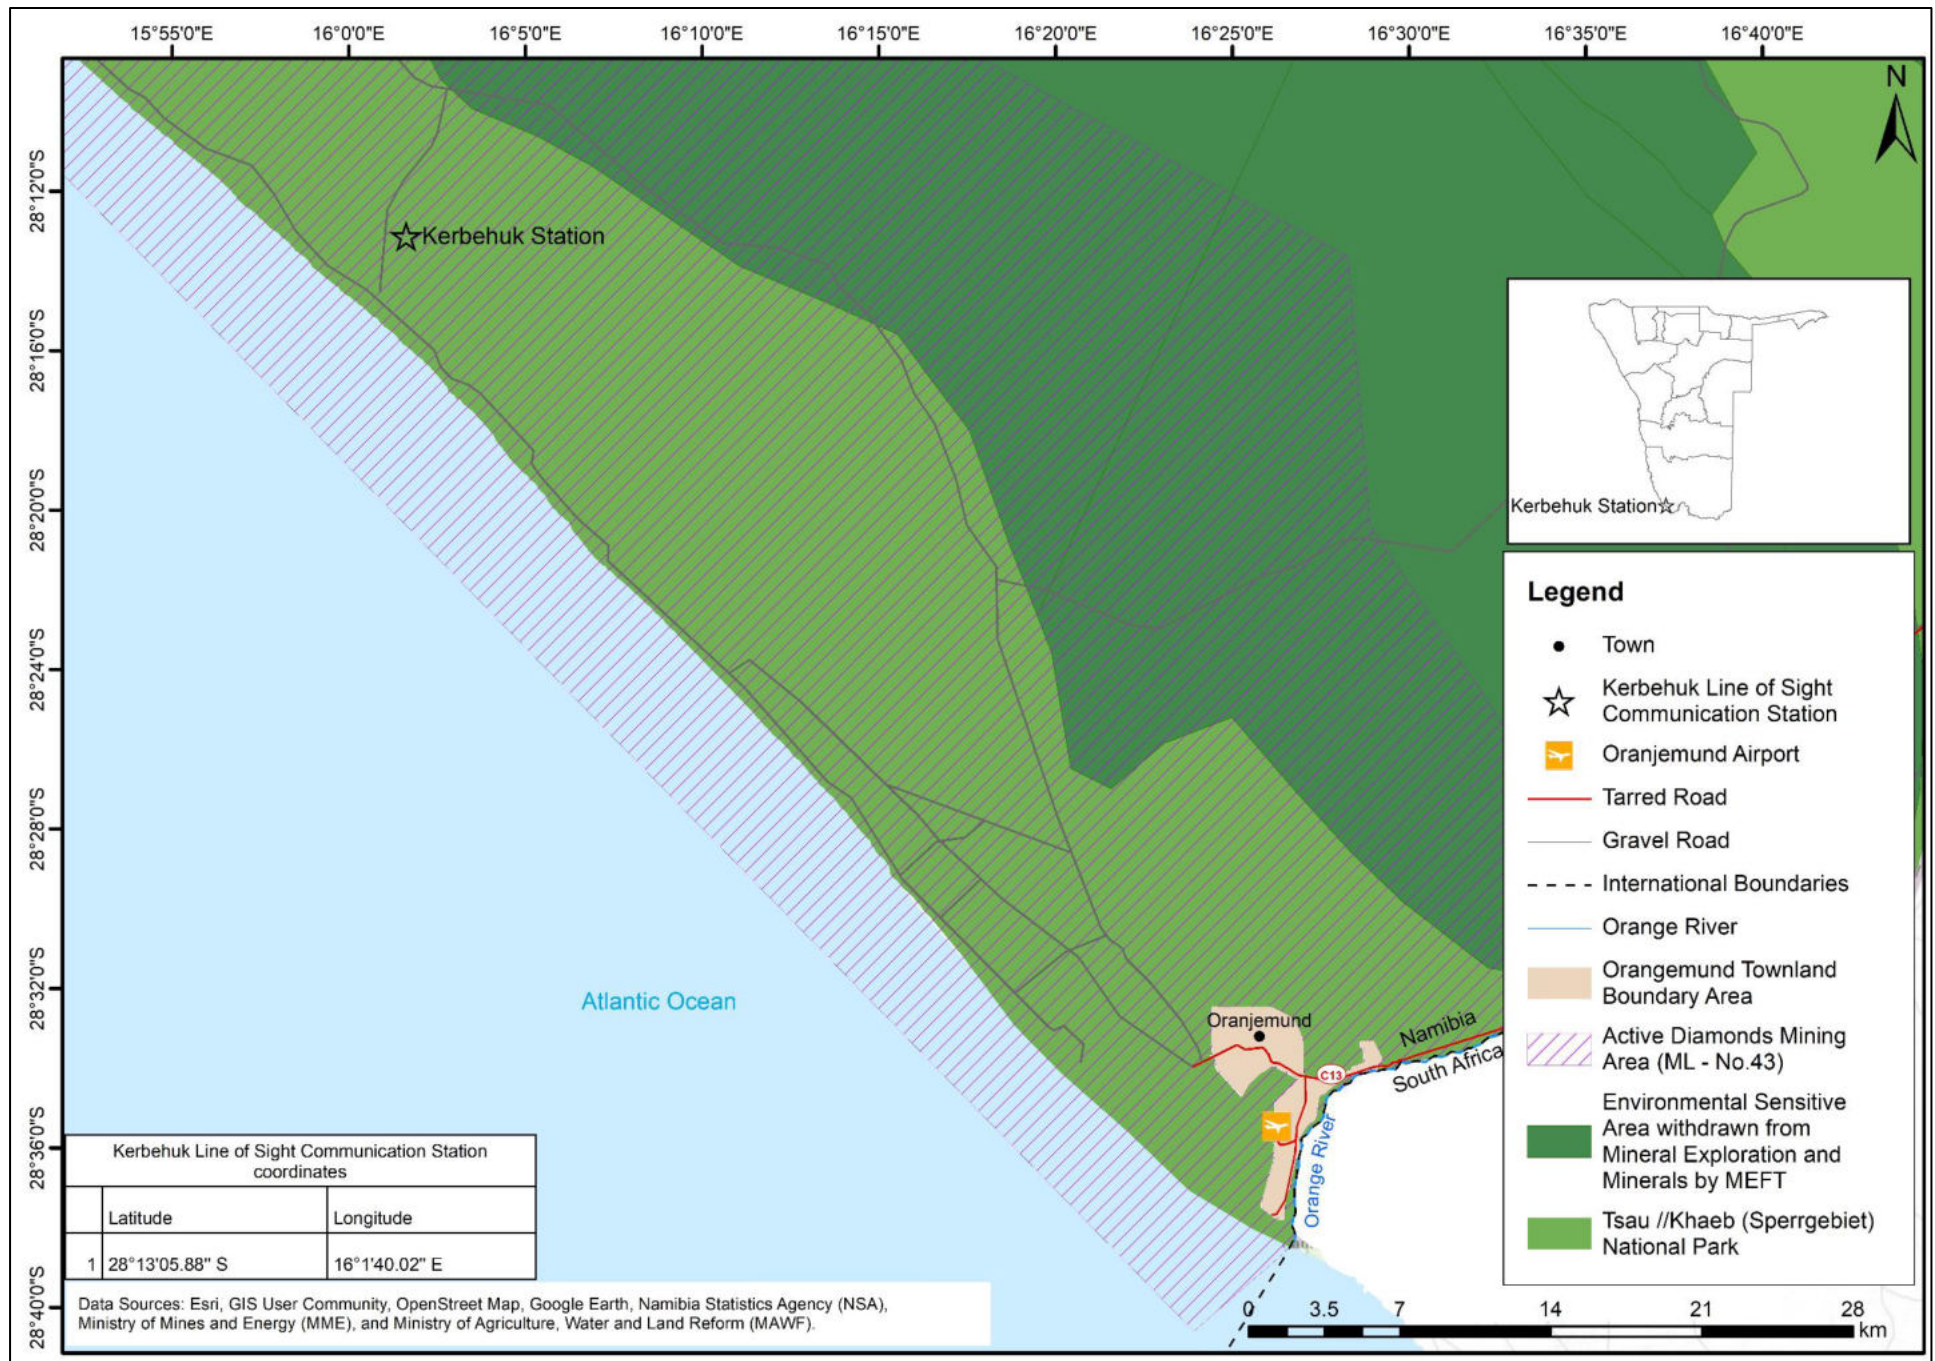 15°55'0"E
16°0'0"E
16°5'0"E
16°10'0"E
16°15'0"E
16°20'0"E
16°25'0"E
16°30'0"E
16°35'0"E
16°40'0"E
N
28°12'0"S
28°16'0"S
28°20'0"S
28°24'0"S
28°28'0"S
28°32'0"S
28°36'0"S
28°40'0"S
Kerbehuk Station
Kerbehuk Station
Atlantic Ocean
Oranjemund
C13
Namibia
South Africa
Orange River
Legend
Town
Kerbehuk Line of Sight
Communication Station
Oranjemund Airport
Tarred Road
Gravel Road
International Boundaries
Orange River
Orangemund Townland
Boundary Area
Active Diamonds Mining
Area (ML - No.43)
Environmental Sensitive
Area withdrawn from
Mineral Exploration and
Minerals by MEFT
Tsau //Khaeb (Sperrgebiet)
National Park
Kerbehuk Line of Sight Communication Station
coordinates
Latitude Longitude
1 28°13'05.88" S 16°1'40.02" E
Data Sources: Esri, GIS User Community, OpenStreet Map, Google Earth, Namibia Statistics Agency (NSA),
Ministry of Mines and Energy (MME), and Ministry of Agriculture, Water and Land Reform (MAWF).
0 3.5 7 14 21 28
km